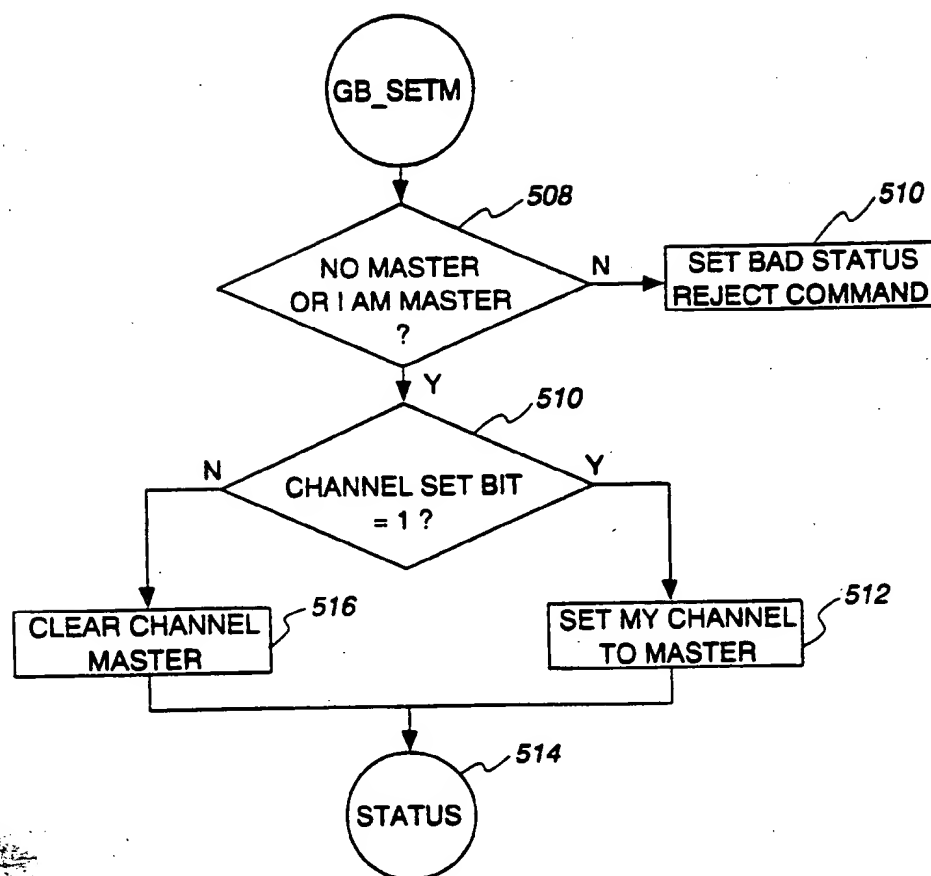 GB_SETM
508
NO MASTER
OR I AM MASTER
?
N
510
SET BAD STATUS
REJECT COMMAND
Y
510
N
CHANNEL SET BIT
= 1 ?
Y
516
CLEAR CHANNEL
MASTER
512
SET MY CHANNEL
TO MASTER
514
STATUS